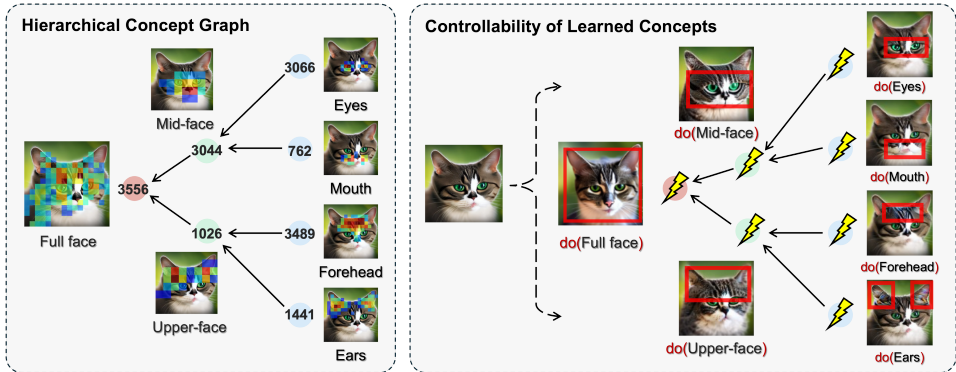 Hierarchical Concept Graph
3066
Eyes
Mid-face
3044
762
3556
Mouth
Full face
1026
3489
Forehead
Upper-face
1441
Ears
Controllability of Learned Concepts
do(Eyes)
do(Mid-face)
do(Mouth)
do(Full face)
do(Forehead)
do(Upper-face)
do(Ears)